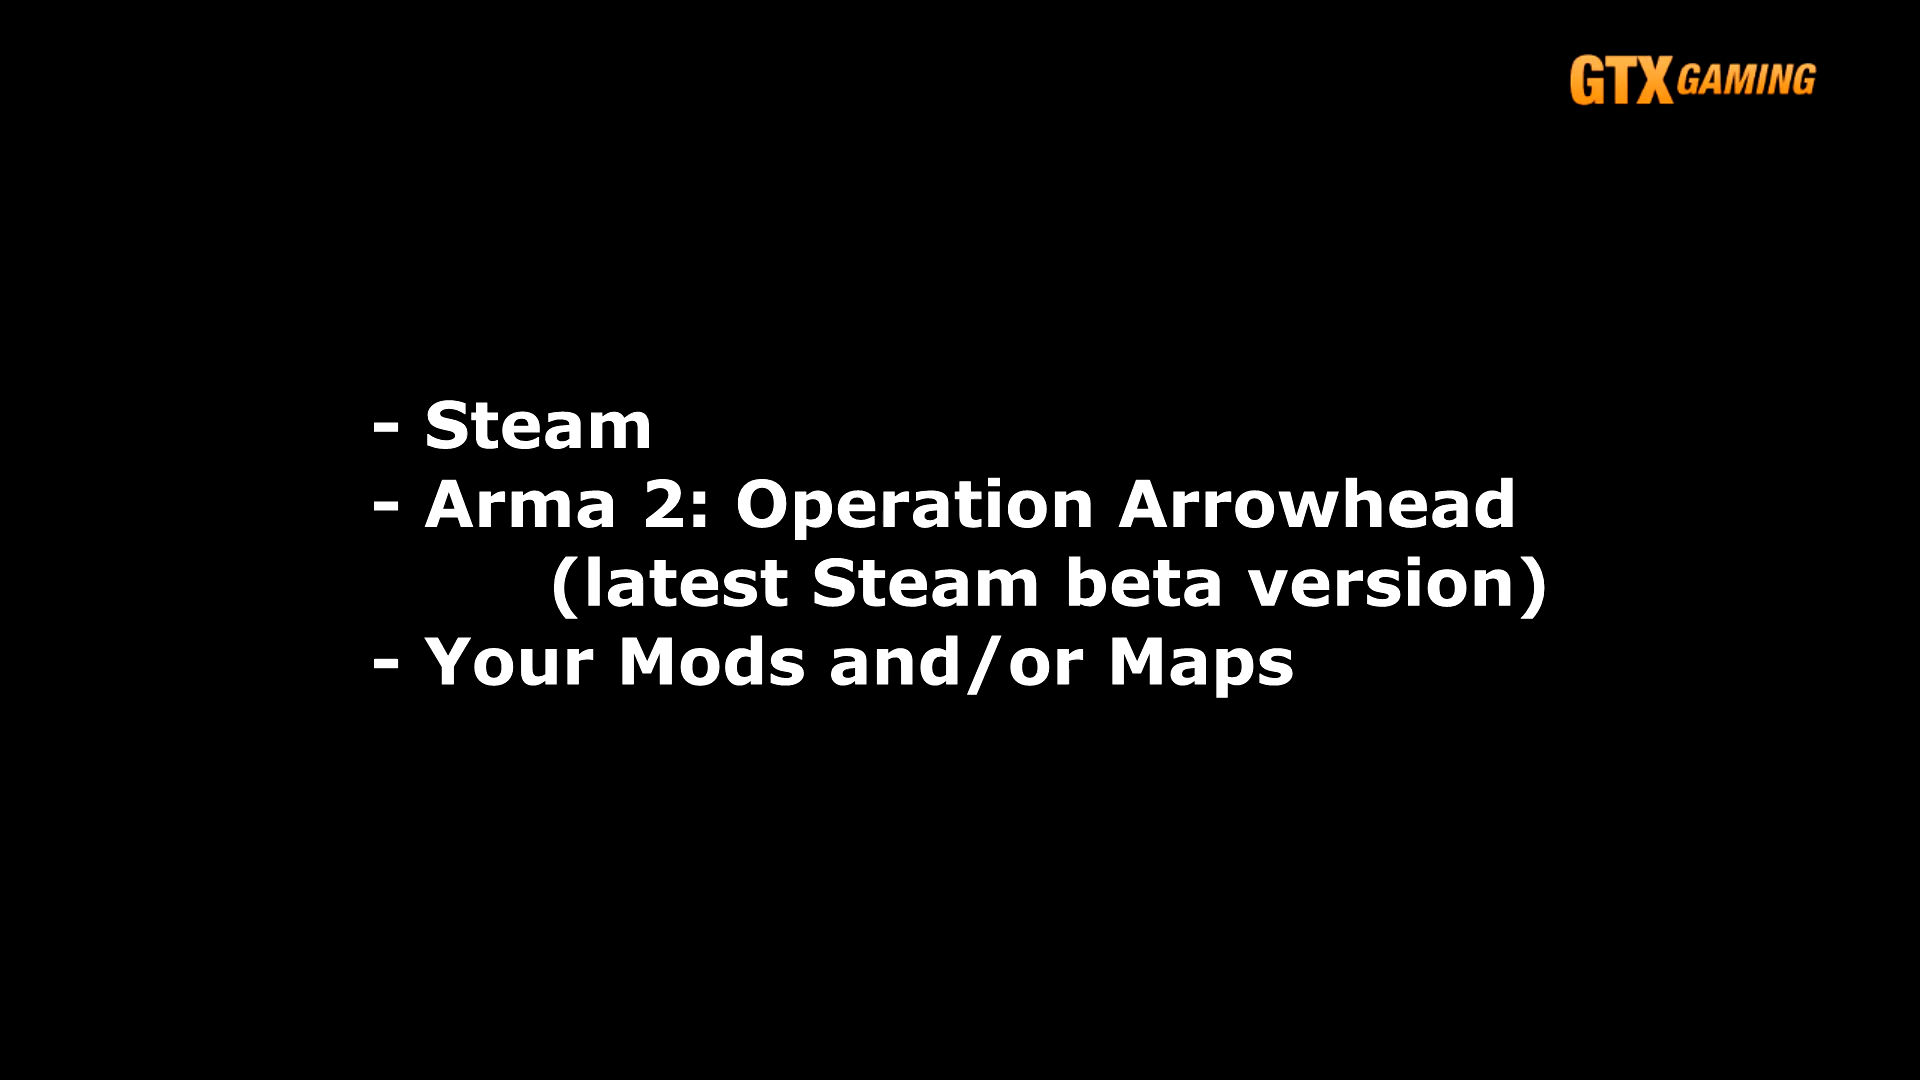 GTX GAMING
- Steam
- Arma 2: Operation Arrowhead
(latest Steam beta version)
- Your Mods and/or Maps